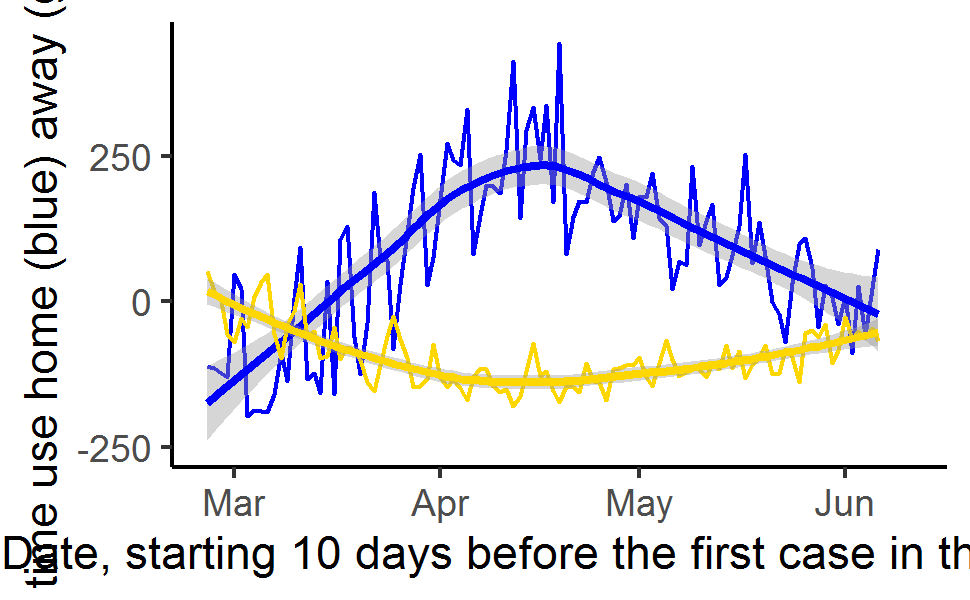 time use home (blue) away (
250
0
-250
Mar Apr May Jun
Date, starting 10 days before the first case in th